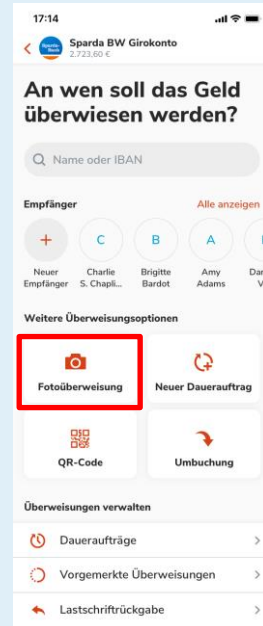 17:14
Sparda BW Girokonto
2.723,60 €
An wen soll das Geld
überwiesen werden?
Name oder IBAN
Empfänger Alle anzeigen
C B A
Neuer Empfänger Charlie S. Chapli... Brigitte Bardot Amy Adams
Weitere Überweisungsoptionen
Fotoüberweisung Neuer Dauerauftrag
QR-Code Umbuchung
Überweisungen verwalten
Daueraufträge
Vorgemerkte Überweisungen
Lastschriftrückgabe